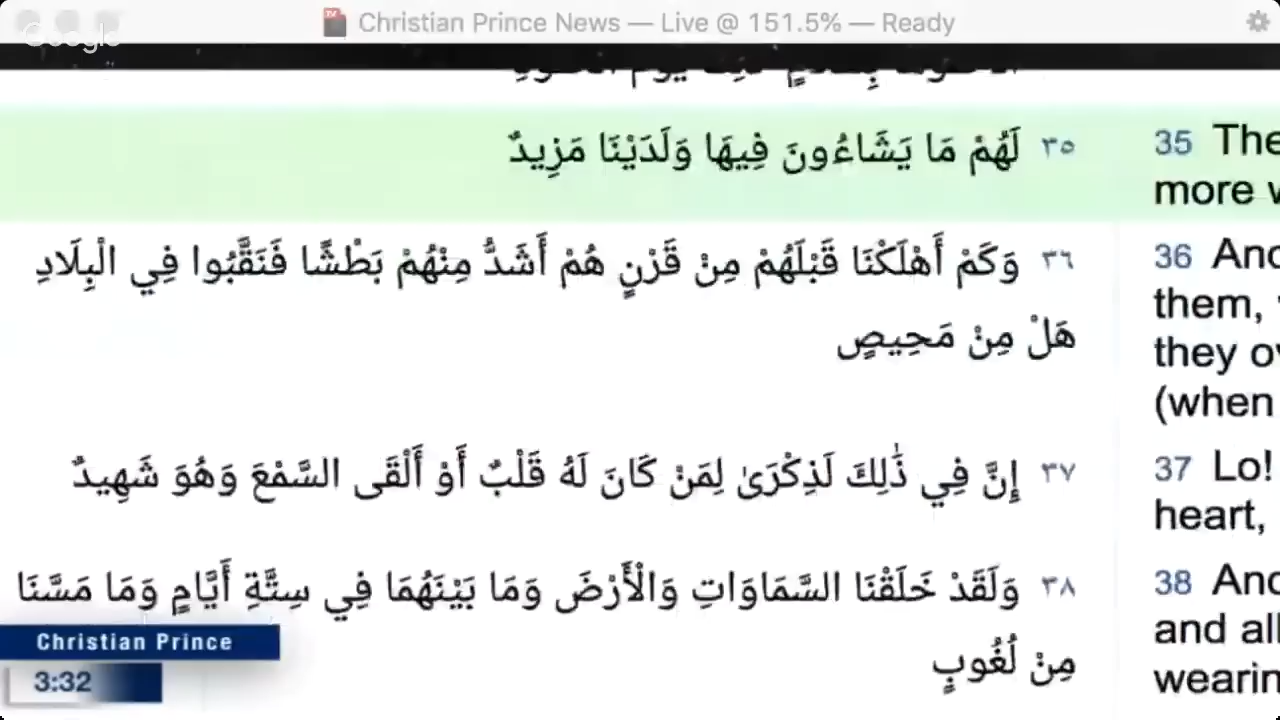 Christian Prince News — Live @ 151.5% — Ready
Google
٣٥ لَهُمْ مَا يَشَاءُونَ فِيهَا وَلَدَيْنَا مَزِيدٌ
35 The
more w
٣٦ وَكَمْ أَهْلَكْنَا قَبْلَهُمْ مِنْ قَرْنٍ هُمْ أَشَدُّ مِنْهُمْ بَطْشًا فَنَقَّبُوا فِي الْبِلَادِ
هَلْ مِنْ مَحِيصٍ
36 And
them,
they ov
(when
٣٧ إِنَّ فِي ذَٰلِكَ لَذِكْرَىٰ لِمَنْ كَانَ لَهُ قَلْبٌ أَوْ أَلْقَى السَّمْعَ وَهُوَ شَهِيدٌ
37 Lo!
heart,
٣٨ وَلَقَدْ خَلَقْنَا السَّمَاوَاتِ وَالْأَرْضَ وَمَا بَيْنَهُمَا فِي سِتَّةِ أَيَّامٍ وَمَا مَسَّنَا
مِنْ لُغُوبٍ
38 And
and all
wearin
Christian Prince
3:32